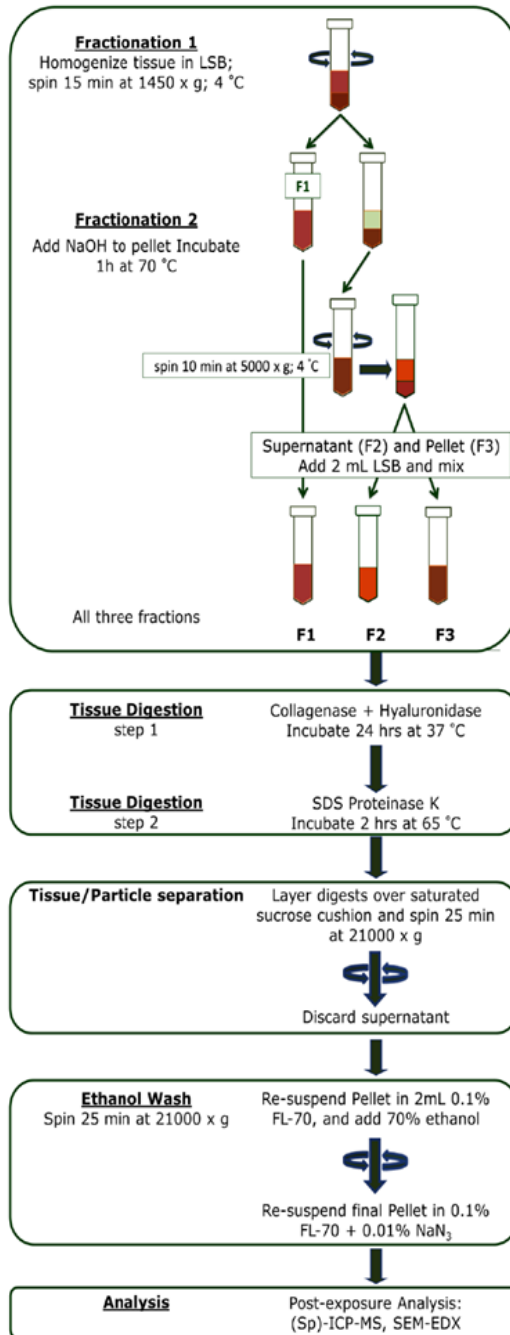 Fractionation 1
Homogenize tissue in LSB;
spin 15 min at 1450 x g; 4 ˚C
F1
Fractionation 2
Add NaOH to pellet Incubate
1h at 70 ˚C
spin 10 min at 5000 x g; 4 ˚C
Supernatant (F2) and Pellet (F3)
Add 2 mL LSB and mix
All three fractions
F1 F2 F3
Tissue Digestion
step 1
Collagenase + Hyaluronidase
Incubate 24 hrs at 37 ˚C
Tissue Digestion
step 2
SDS Proteinase K
Incubate 2 hrs at 65 ˚C
Tissue/Particle separation
Layer digests over saturated
sucrose cushion and spin 25 min
at 21000 x g
Discard supernatant
Ethanol Wash
Spin 25 min at 21000 x g
Re-suspend Pellet in 2mL 0.1%
FL-70, and add 70% ethanol
Re-suspend final Pellet in 0.1%
FL-70 + 0.01% NaN₃
Analysis
Post-exposure Analysis:
(Sp)-ICP-MS, SEM-EDX